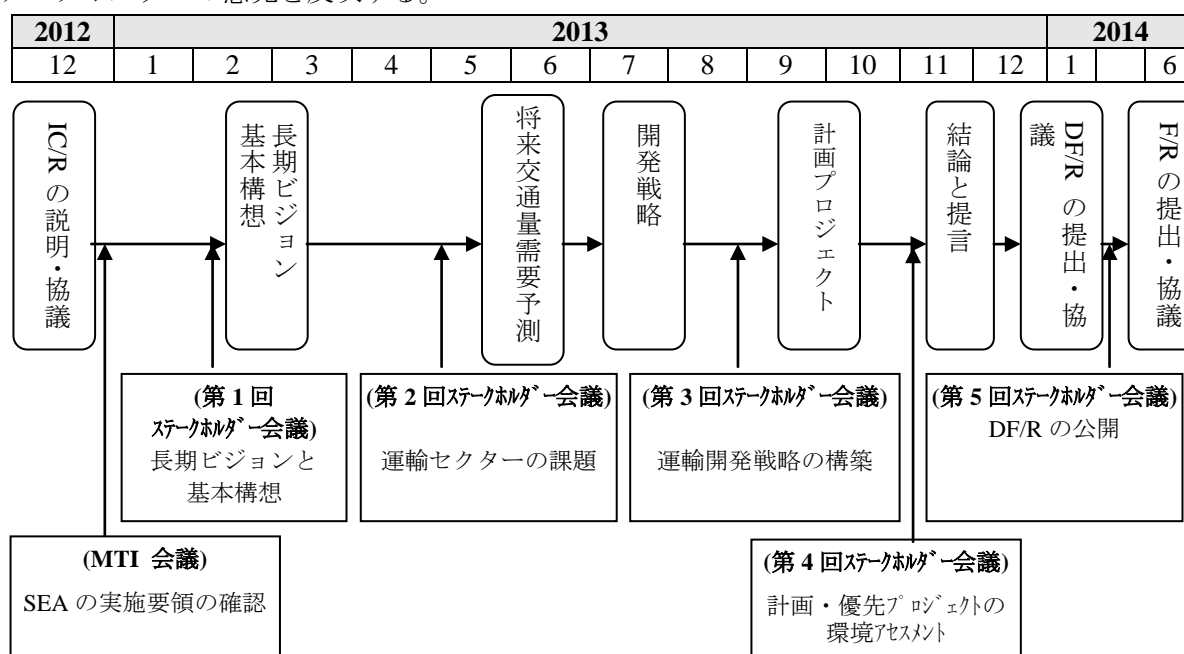 の意見を反映する。
2012 2013 2014
12 1 2 3 4 5 6 7 8 9 10 11 12 1 6
IC/R の説明・協議
長期ビジョン
基本構想
将来交通量需要予測
開発戦略
計画プロジェクト
結論と提言
DF/R の提出・協
議
F/R の提出・協議
(第 1 回
ｽﾃｰｸﾎﾙﾀﾞｰ会議)
長期ビジョンと
基本構想
(第 2 回ｽﾃｰｸﾎﾙﾀﾞｰ会議)
運輸セクターの課題
(第 3 回ｽﾃｰｸﾎﾙﾀﾞｰ会議)
運輸開発戦略の構築
(第 5 回ｽﾃｰｸﾎﾙﾀﾞｰ会議)
DF/R の公開
(MTI 会議)
SEA の実施要領の確認
(第 4 回ｽﾃｰｸﾎﾙﾀﾞｰ会議)
計画・優先ﾌﾟﾛｼﾞｪｸﾄの
環境ｱｾｽﾒﾝﾄ